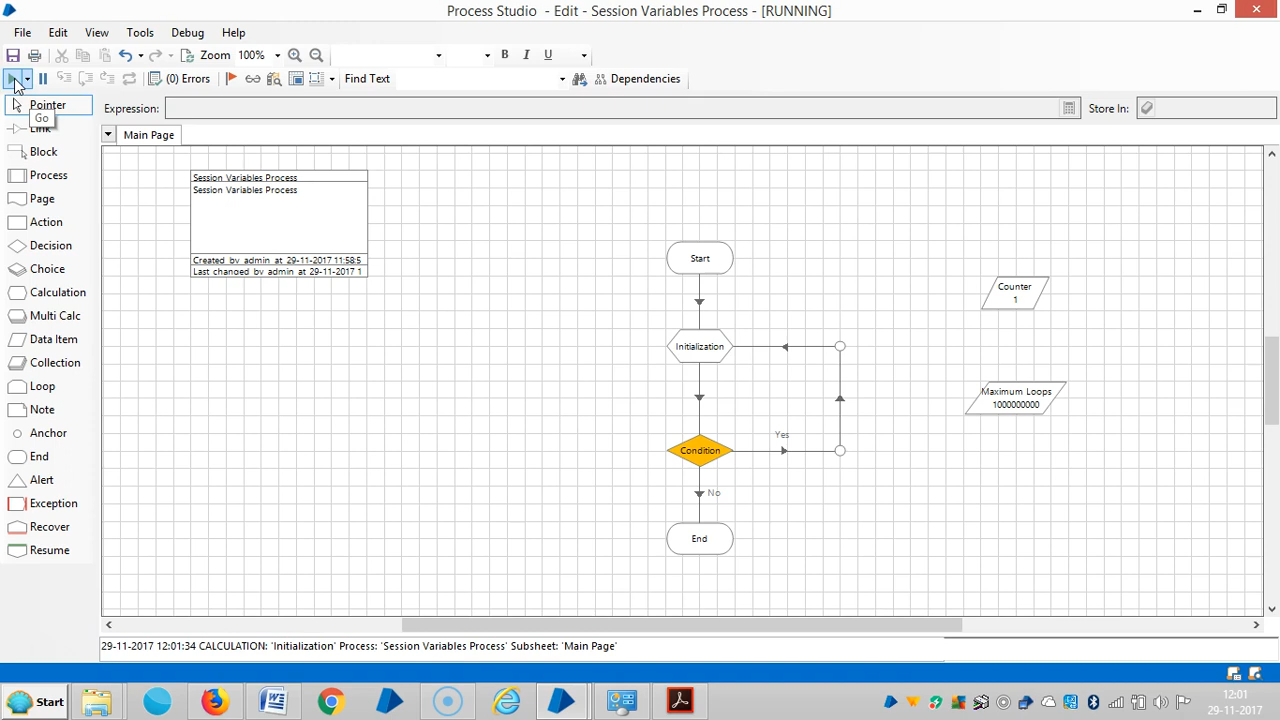 Process Studio - Edit - Session Variables Process - [RUNNING]
File Edit View Tools Debug Help
Zoom 100% B I U
(0) Errors Find Text Dependencies
Pointer
Go
Link
Block
Process
Page
Action
Decision
Choice
Calculation
Multi Calc
Data Item
Collection
Loop
Note
Anchor
End
Alert
Exception
Recover
Resume
Expression: Store In:
Main Page
Session Variables Process
Session Variables Process
Created by admin at 29-11-2017 11:58:5
Last changed by admin at 29-11-2017 1
Start
Counter
1
Initialization
Maximum Loops
1000000000
Yes
Condition
No
End
29-11-2017 12:01:34 CALCULATION: 'Initialization' Process: 'Session Variables Process' Subsheet: 'Main Page'
Start
12:01
29-11-2017